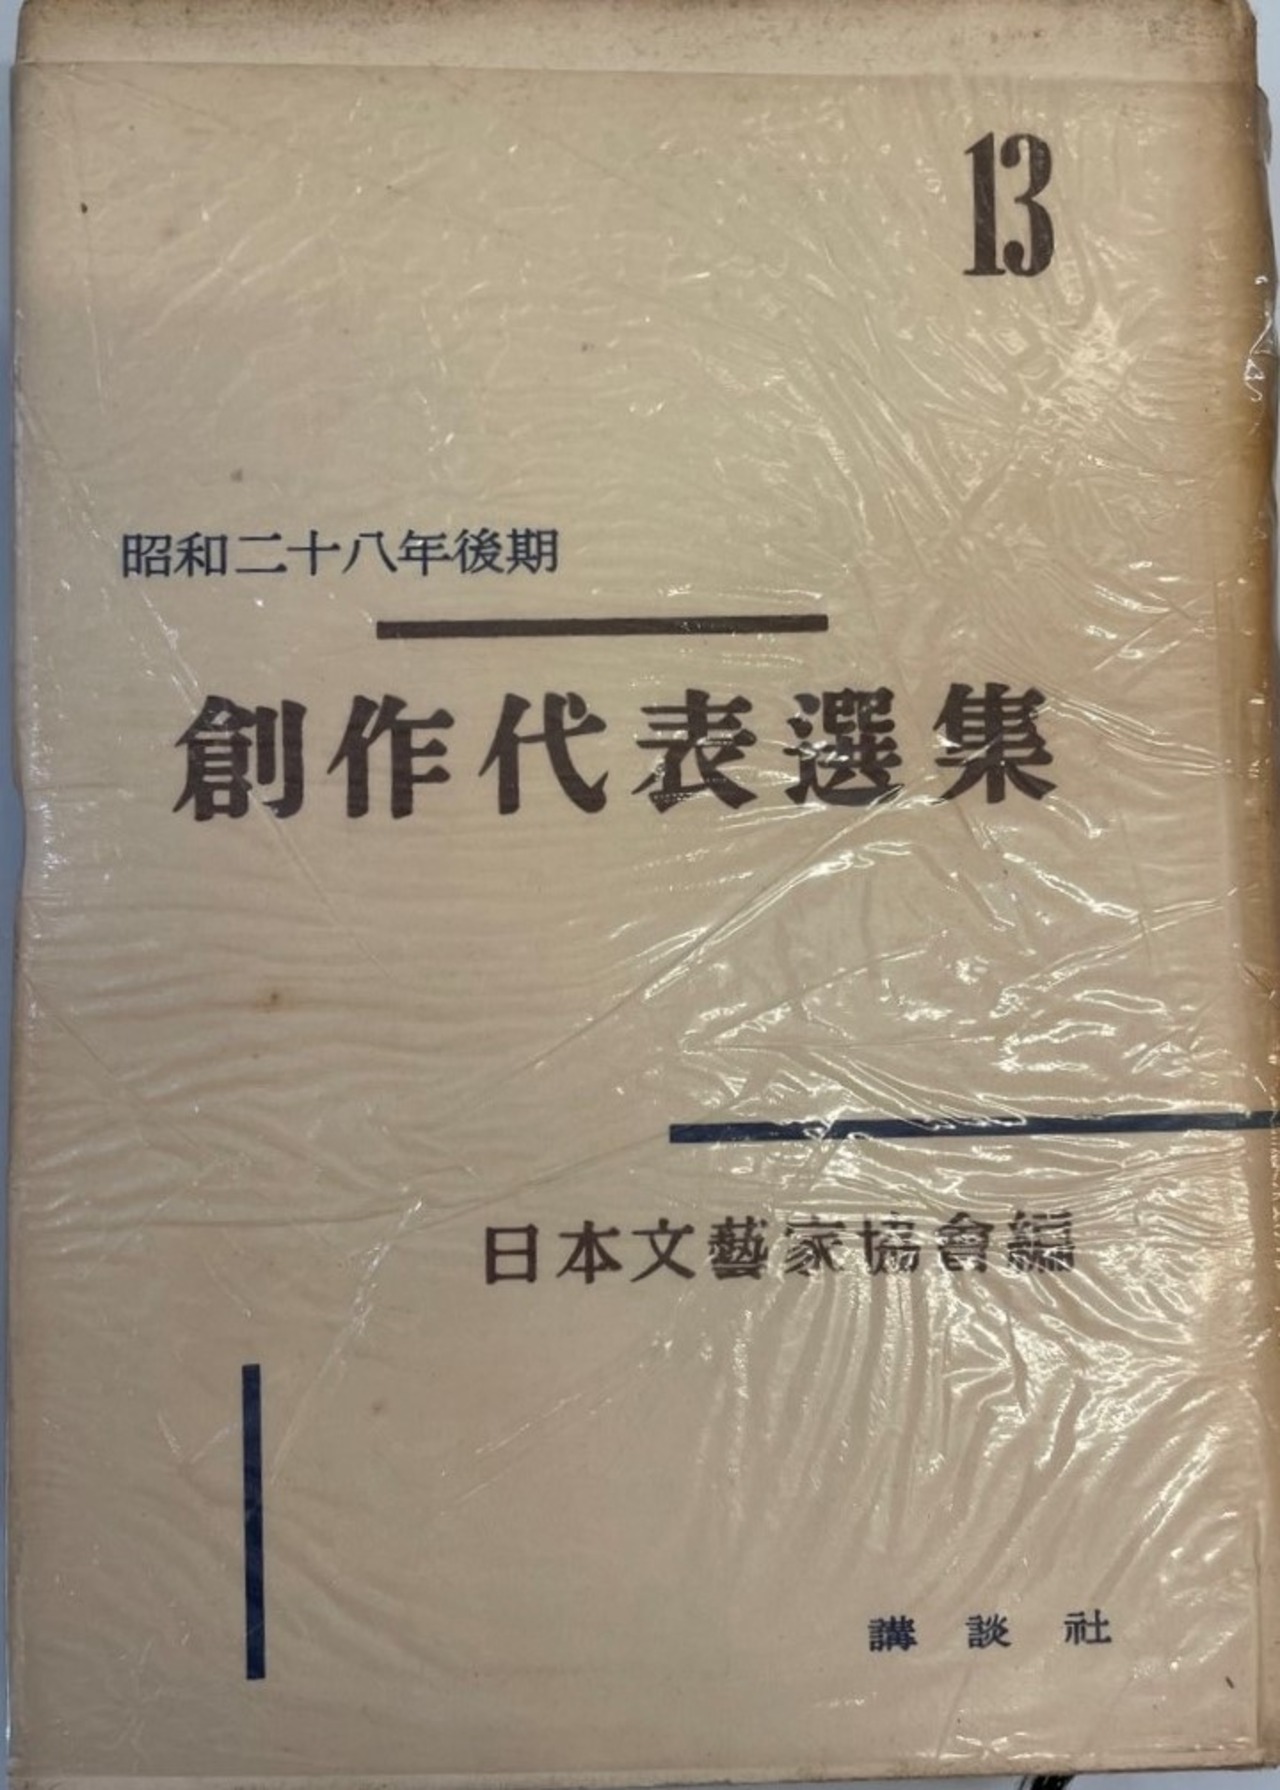 13
昭和二十八年後期
創作代表選集
日本文藝家協會編
講談社